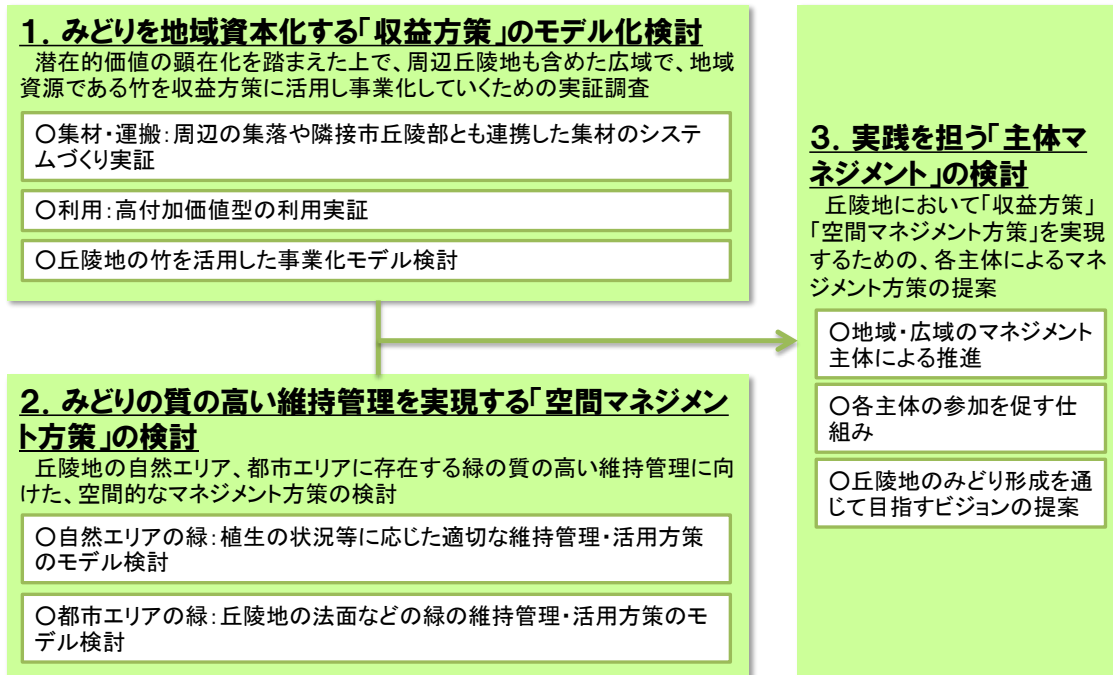 1．みどりを地域資本化する「収益方策」のモデル化検討
潜在的価値の顕在化を踏まえた上で、周辺丘陵地も含めた広域で、地域
資源である竹を収益方策に活用し事業化していくための実証調査
○集材・運搬：周辺の集落や隣接市丘陵部とも連携した集材のシステ
ムづくり実証
○利用：高付加価値型の利用実証
○丘陵地の竹を活用した事業化モデル検討
2．みどりの質の高い維持管理を実現する「空間マネジメン
ト方策」の検討
丘陵地の自然エリア、都市エリアに存在する緑の質の高い維持管理に向
けた、空間的なマネジメント方策の検討
○自然エリアの緑：植生の状況等に応じた適切な維持管理・活用方策
のモデル検討
○都市エリアの緑：丘陵地の法面などの緑の維持管理・活用方策のモ
デル検討
3．実践を担う「主体マ
ネジメント」の検討
丘陵地において「収益方策」
「空間マネジメント方策」を実現
するための、各主体によるマネ
ジメント方策の提案
○地域・広域のマネジメント
主体による推進
○各主体の参加を促す仕
組み
○丘陵地のみどり形成を通
じて目指すビジョンの提案